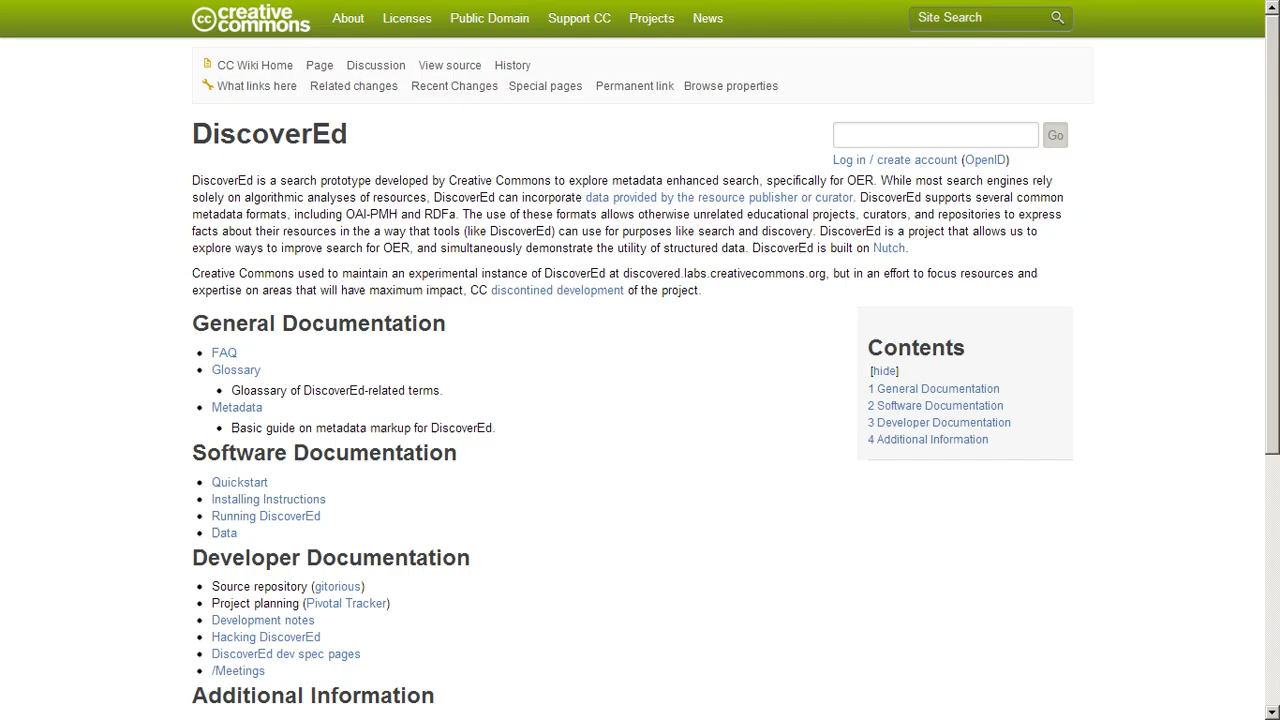 creative commons
About Licenses Public Domain Support CC Projects News Site Search
CC Wiki Home Page Discussion View source History
What links here Related changes Recent Changes Special pages Permanent link Browse properties
DiscoverEd
Go
Log in / create account (OpenID)
DiscoverEd is a search prototype developed by Creative Commons to explore metadata enhanced search, specifically for OER. While most search engines rely
solely on algorithmic analyses of resources, DiscoverEd can incorporate data provided by the resource publisher or curator. DiscoverEd supports several common
metadata formats, including OAI-PMH and RDFa. The use of these formats allows otherwise unrelated educational projects, curators, and repositories to express
facts about their resources in the a way that tools (like DiscoverEd) can use for purposes like search and discovery. DiscoverEd is a project that allows us to
explore ways to improve search for OER, and simultaneously demonstrate the utility of structured data. DiscoverEd is built on Nutch.
Creative Commons used to maintain an experimental instance of DiscoverEd at discovered.labs.creativecommons.org, but in an effort to focus resources and
expertise on areas that will have maximum impact, CC discontined development of the project.
General Documentation
FAQ
Glossary
Gloassary of DiscoverEd-related terms.
Metadata
Basic guide on metadata markup for DiscoverEd.
Contents
[hide]
1 General Documentation
2 Software Documentation
3 Developer Documentation
4 Additional Information
Software Documentation
Quickstart
Installing Instructions
Running DiscoverEd
Data
Developer Documentation
Source repository (gitorious)
Project planning (Pivotal Tracker)
Development notes
Hacking DiscoverEd
DiscoverEd dev spec pages
/Meetings
Additional Information